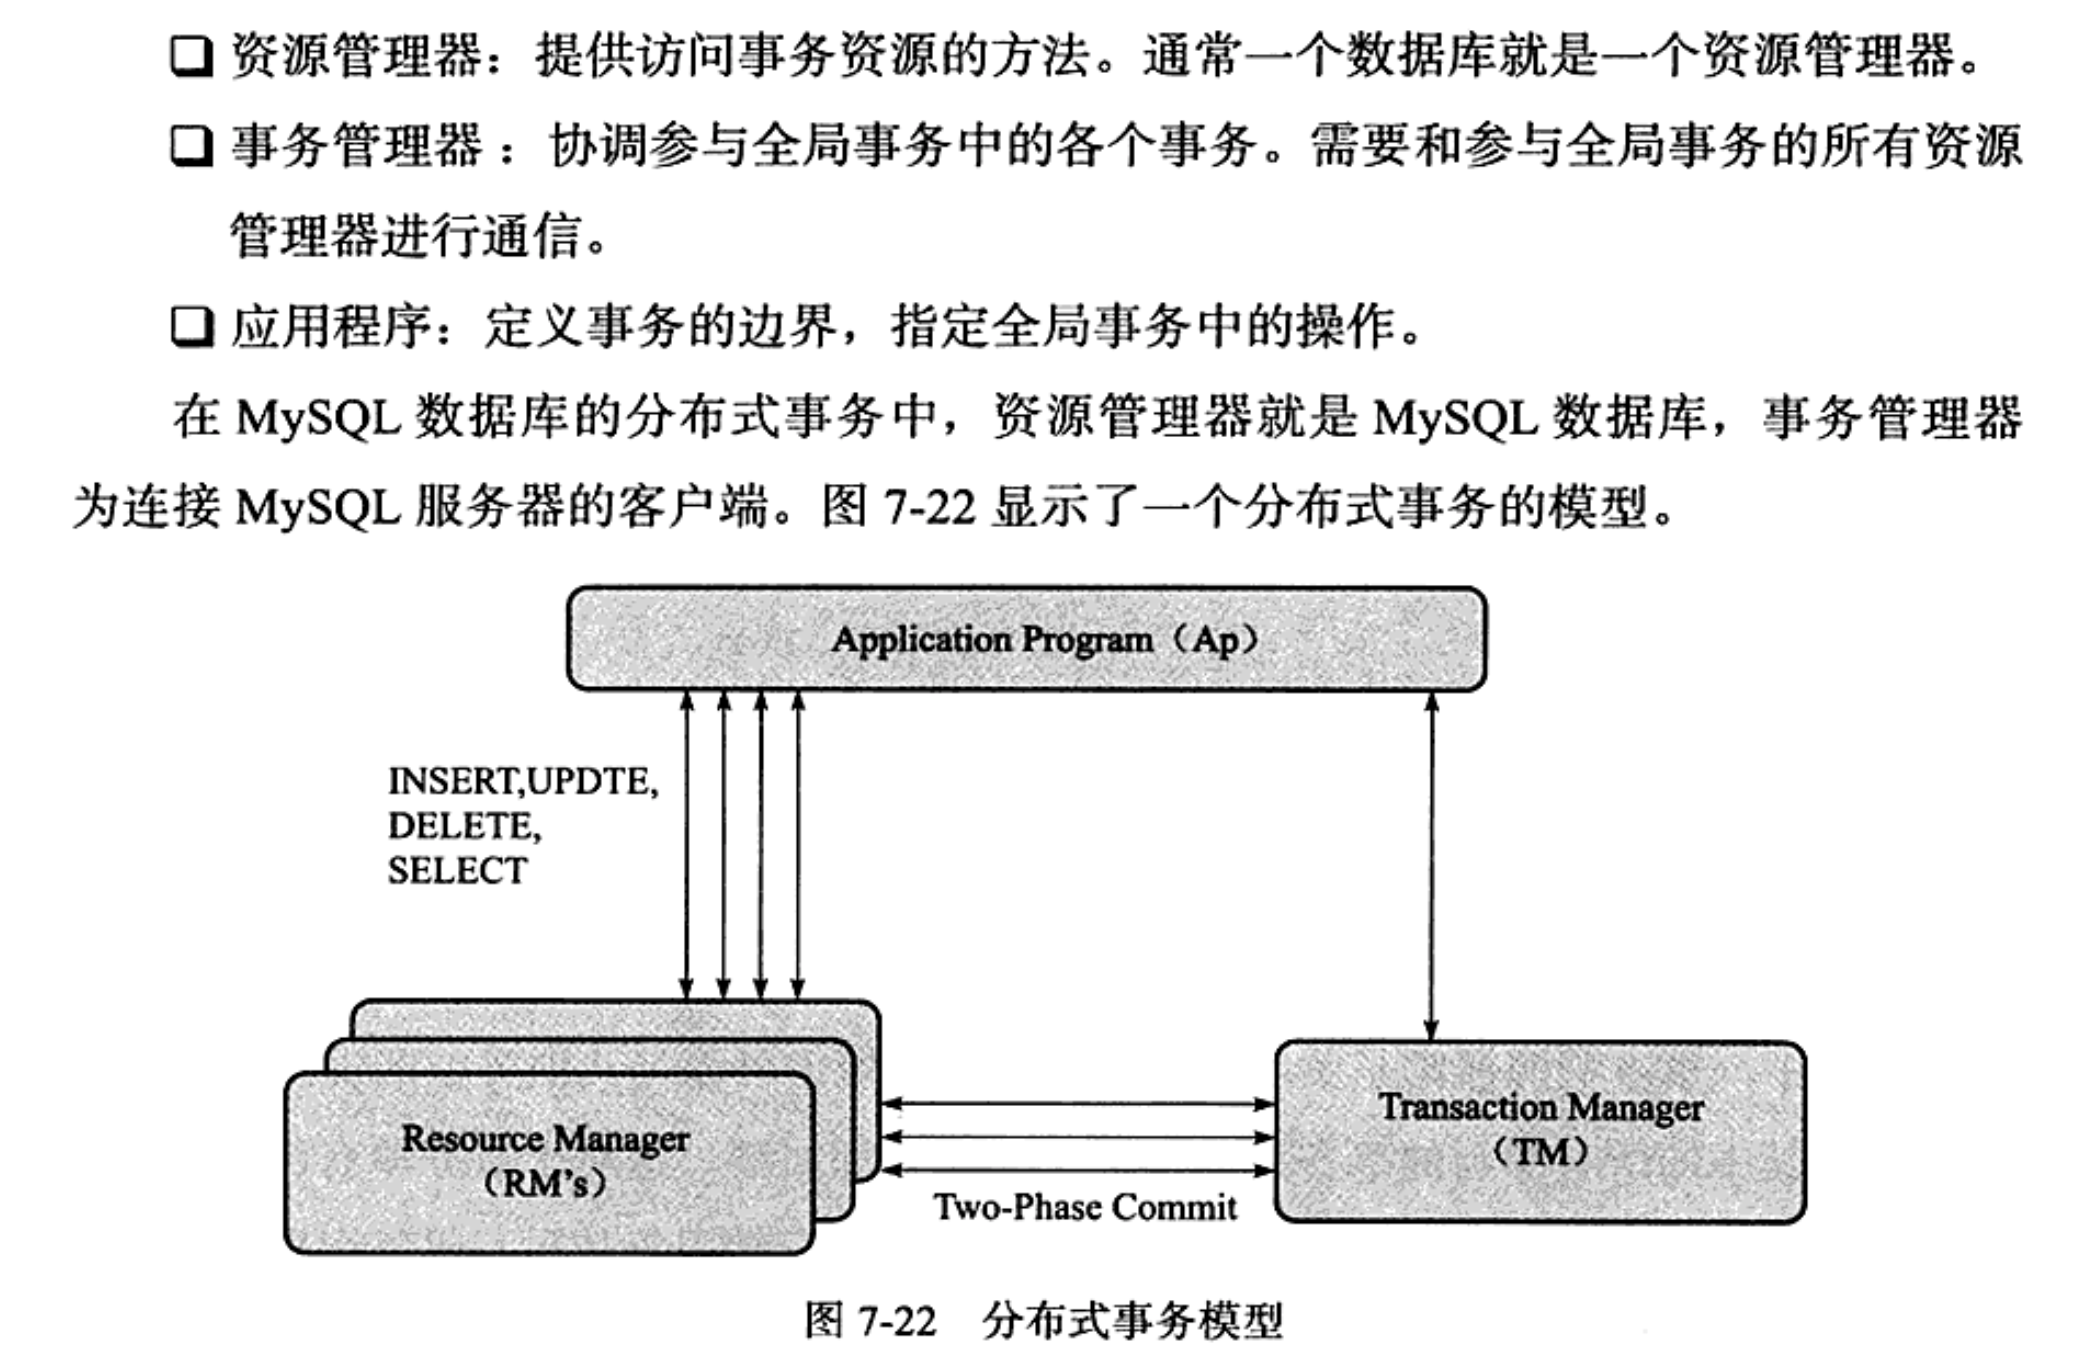 ❑ 资源管理器：提供访问事务资源的方法。通常一个数据库就是一个资源管理器。
❑ 事务管理器：协调参与全局事务中的各个事务。需要和参与全局事务的所有资源
管理器进行通信。
❑ 应用程序：定义事务的边界，指定全局事务中的操作。
在 MySQL 数据库的分布式事务中，资源管理器就是 MySQL 数据库，事务管理器
为连接 MySQL 服务器的客户端。图 7-22 显示了一个分布式事务的模型。
Application Program（Ap）
INSERT,UPDTE,
DELETE,
SELECT
Resource Manager
（RM's）
Transaction Manager
（TM）
Two-Phase Commit
图 7-22 分布式事务模型